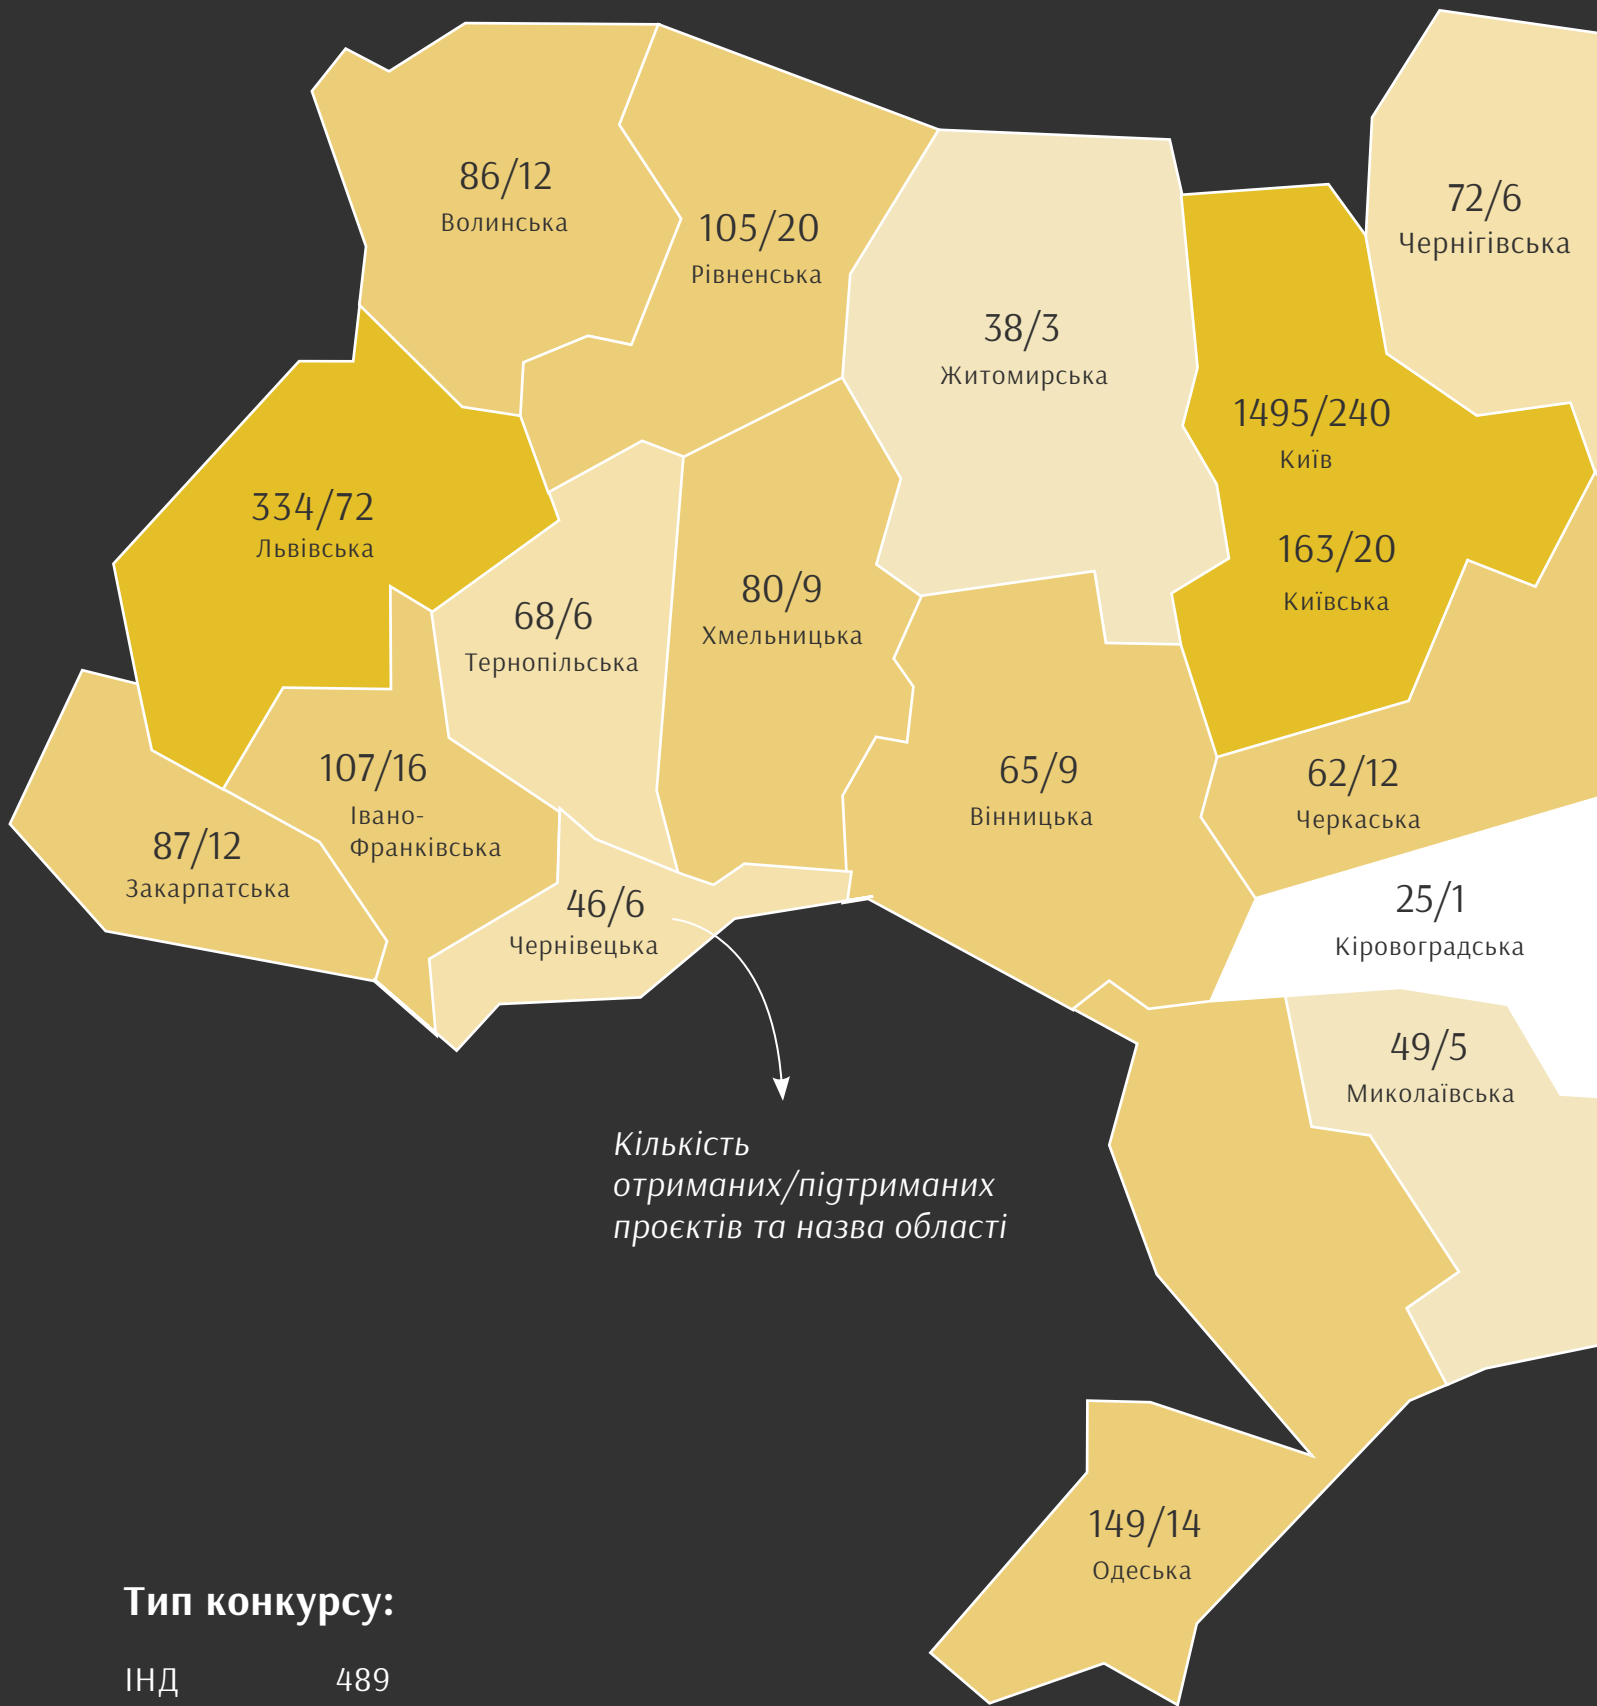 86/12
Волинська
105/20
Рівненська
72/6
Чернігівська
38/3
Житомирська
1495/240
Київ
163/20
Київська
334/72
Львівська
68/6
Тернопільська
80/9
Хмельницька
107/16
Івано-
Франківська
65/9
Вінницька
62/12
Черкаська
87/12
Закарпатська
46/6
Чернівецька
25/1
Кіровоградська
49/5
Миколаївська
Кількість
отриманих/підтриманих
проєктів та назва області
149/14
Одеська
Тип конкурсу:
ІНД 489